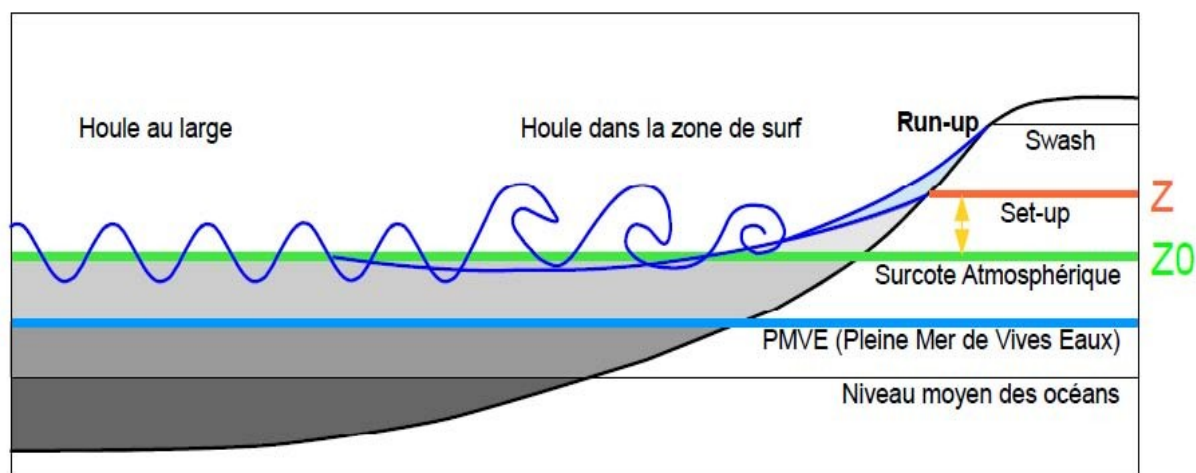 Houle au large
Houle dans la zone de surf
Run-up
Swash
Z
Set-up
Z0
Surcote Atmosphérique
PMVE (Pleine Mer de Vives Eaux)
Niveau moyen des océans